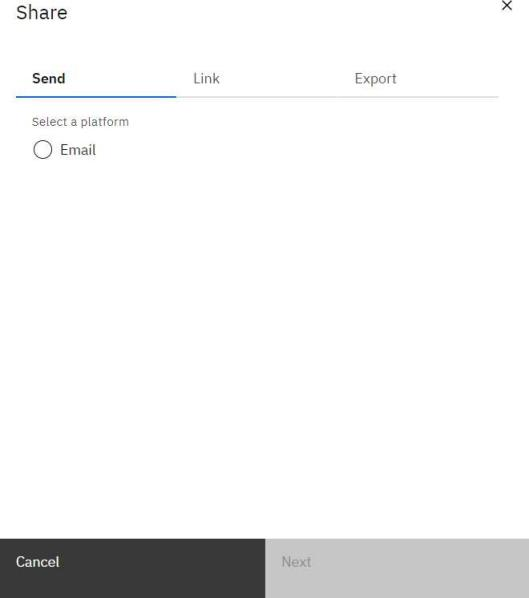 Share
Send Link Export
Select a platform
Email
Cancel Next